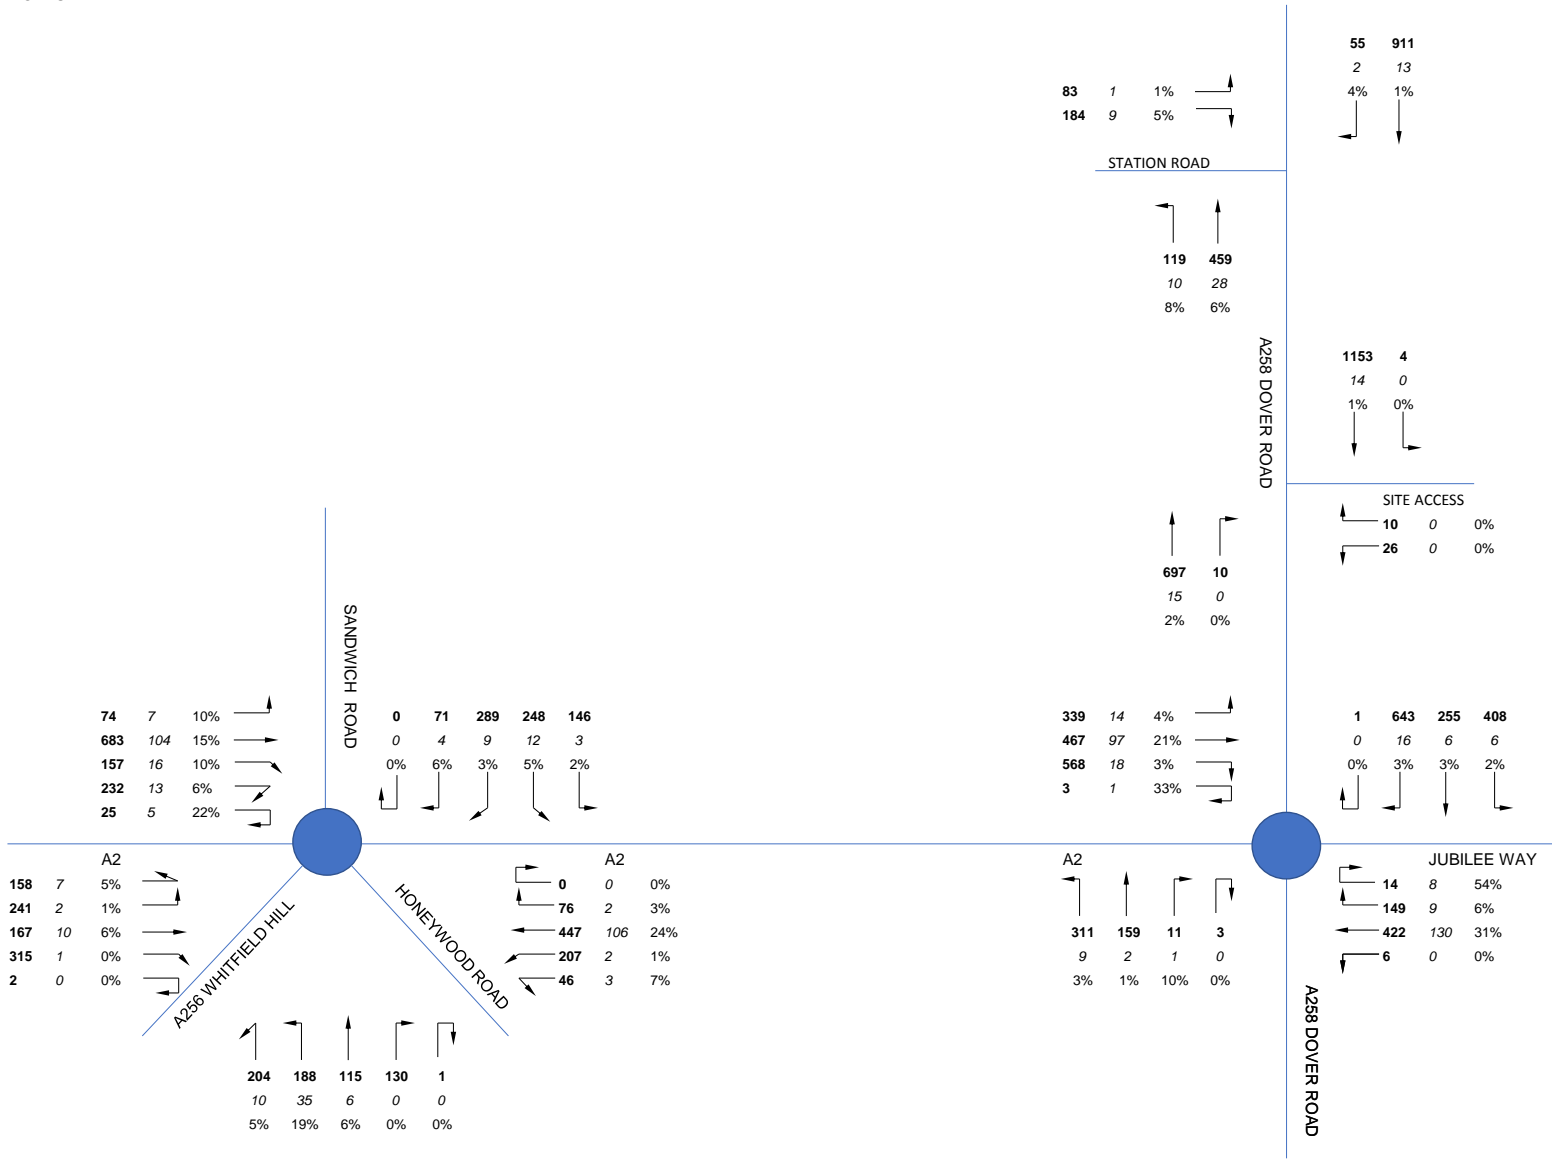 55 911
2 13
4% 1%
83 1 1%
184 9 5%
STATION ROAD
119 459
10 28
8% 6%
A258 DOVER ROAD
1153 4
14 0
1% 0%
SITE ACCESS
10 0 0%
26 0 0%
697 10
15 0
2% 0%
SANDWICH ROAD
74 7 10%
683 104 15%
157 16 10%
232 13 6%
25 5 22%
0 71 289 248 146
0 4 9 12 3
0% 6% 3% 5% 2%
339 14 4%
467 97 21%
568 18 3%
3 1 33%
1 643 255 408
0 16 6 6
0% 3% 3% 2%
A2
158 7 5%
241 2 1%
167 10 6%
315 1 0%
2 0 0%
A256 WHITFIELD HILL
HONEYWOOD ROAD
A2
0 0 0%
76 2 3%
447 106 24%
207 2 1%
46 3 7%
204 188 115 130 1
10 35 6 0 0
5% 19% 6% 0% 0%
A2
311 159 11 3
9 2 1 0
3% 1% 10% 0%
JUBILEE WAY
14 8 54%
149 9 6%
422 130 31%
6 0 0%
A258 DOVER ROAD